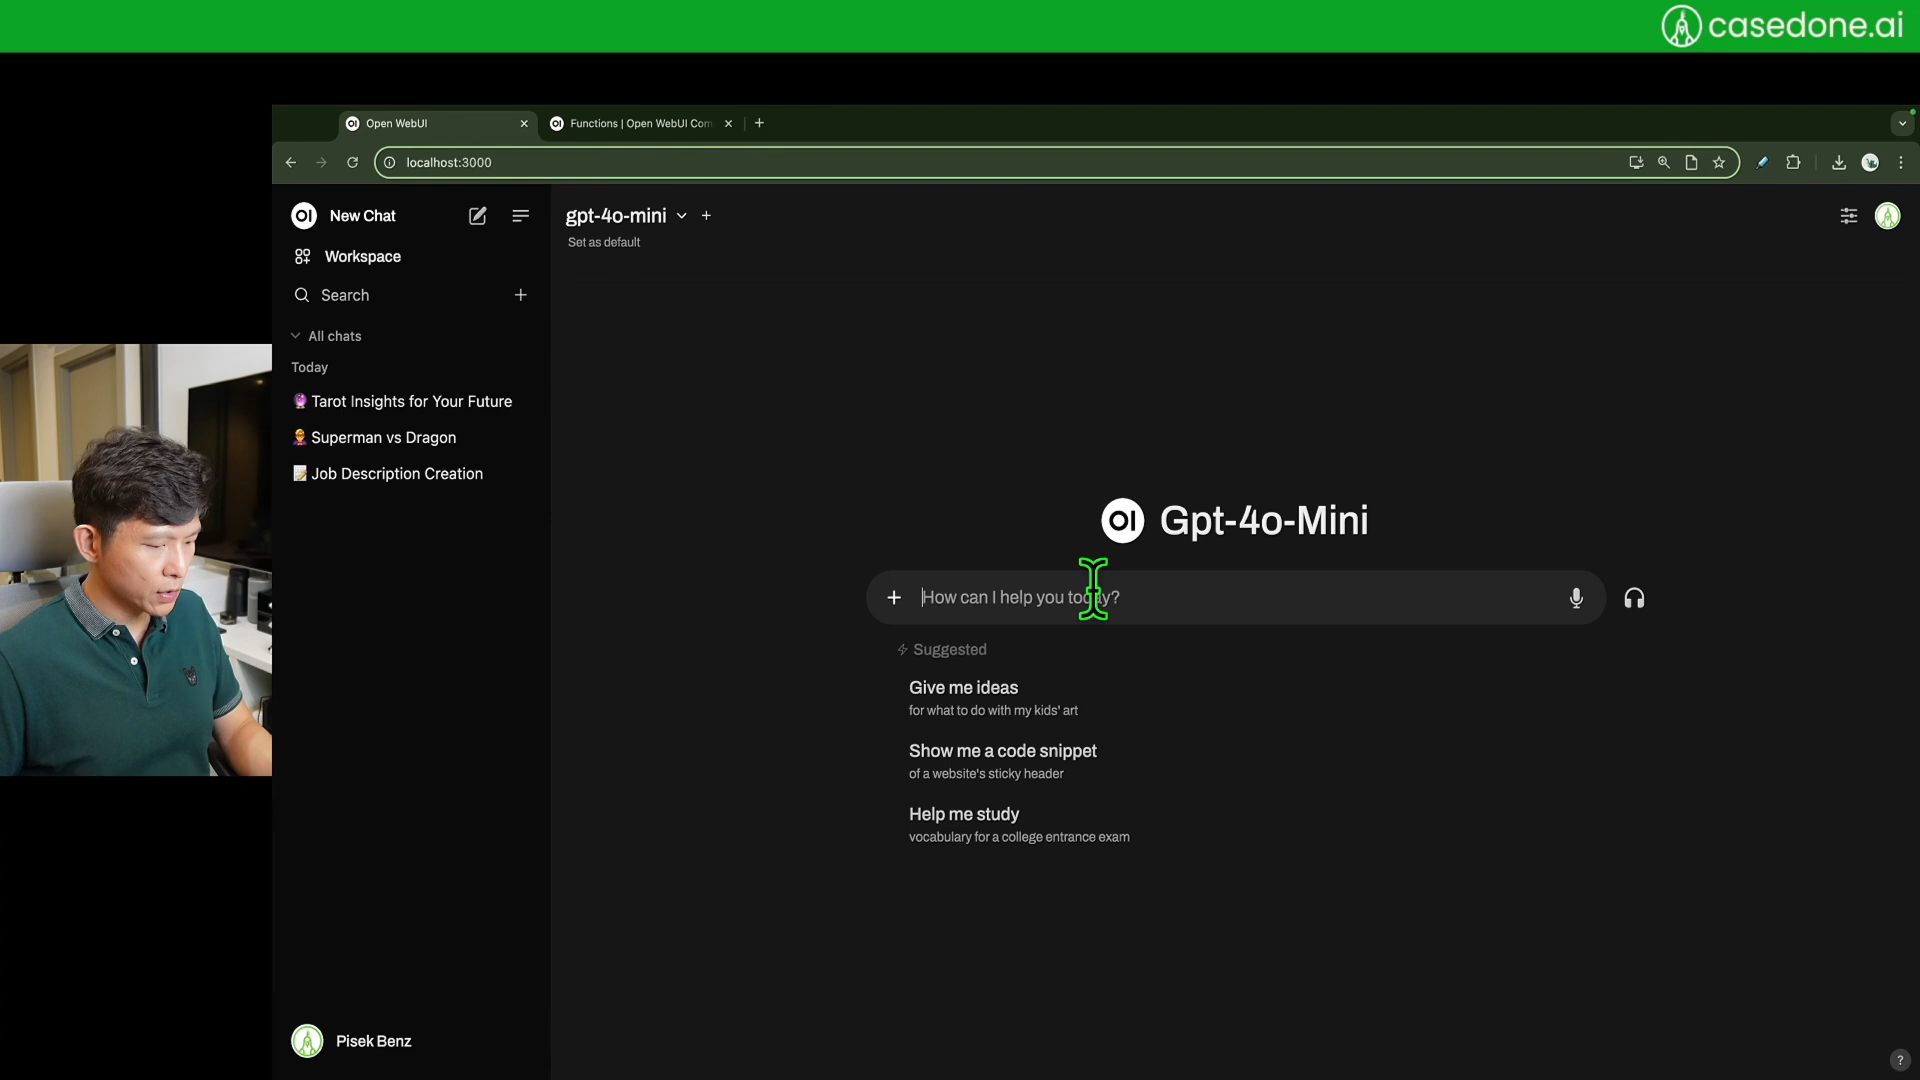 casedone.ai
Open WebUI
Functions | Open WebUI Com
localhost:3000
OI New Chat
gpt-4o-mini
Set as default
Workspace
Search
All chats
Today
Tarot Insights for Your Future
Superman vs Dragon
Job Description Creation
OI Gpt-4o-Mini
How can I help you today?
Suggested
Give me ideas
for what to do with my kids' art
Show me a code snippet
of a website's sticky header
Help me study
vocabulary for a college entrance exam
Pisek Benz
?